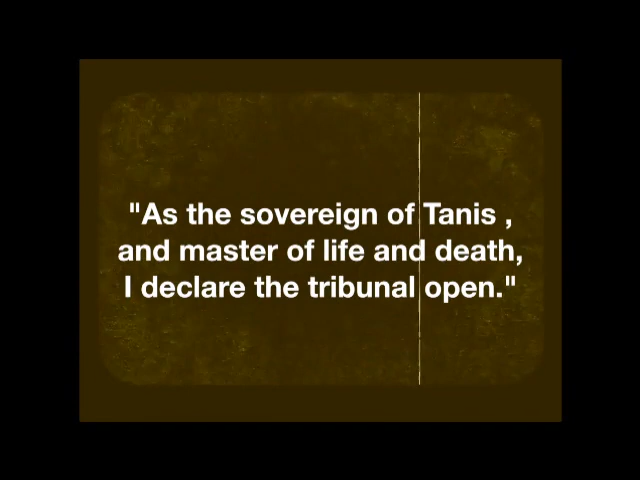 "As the sovereign of Tanis ,
and master of life and death,
I declare the tribunal open."